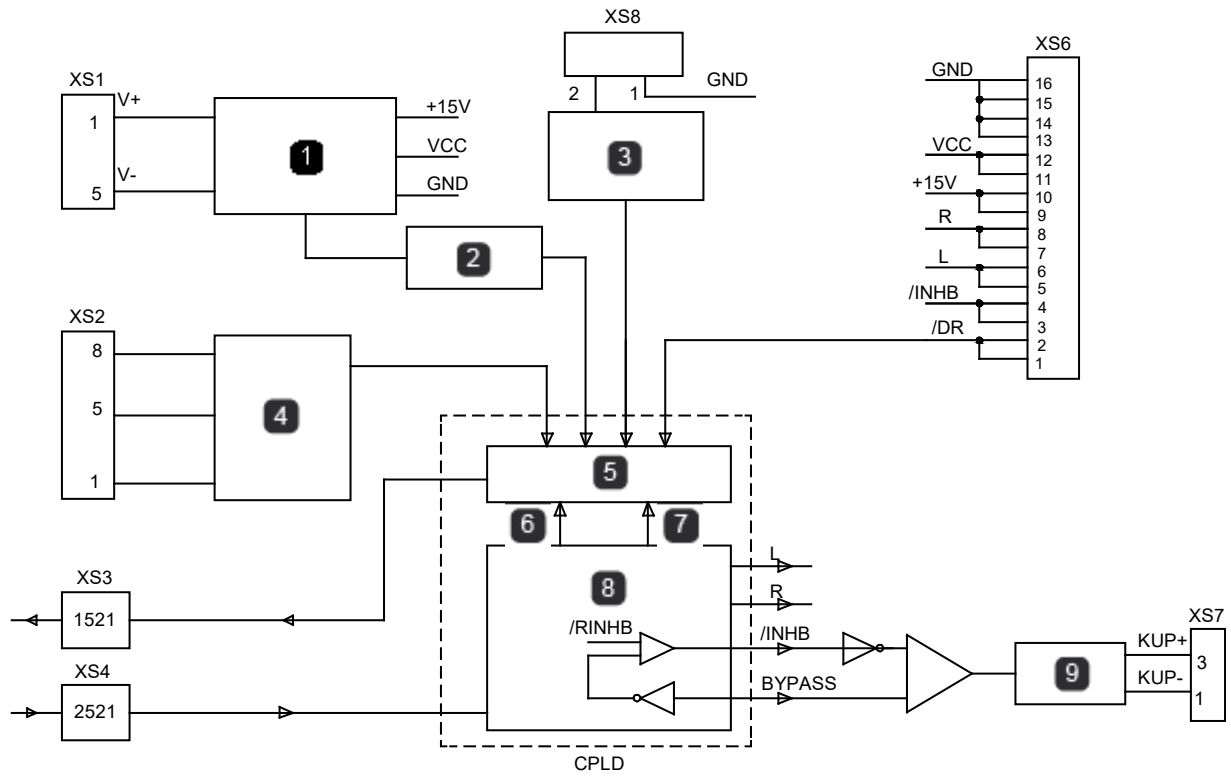 XS8
XS6
XS1
V+
1
V-
5
1
+15V
VCC
GND
2 1
GND
3
GND
VCC
+15V
R
L
/INHB
/DR
16
15
14
13
12
11
10
9
8
7
6
5
4
3
2
1
2
XS2
8
5
1
4
5
6
7
8
L
R
/RINHB
/INHB
BYPASS
XS3
1521
XS4
2521
CPLD
9
KUP+
KUP-
XS7
3
1